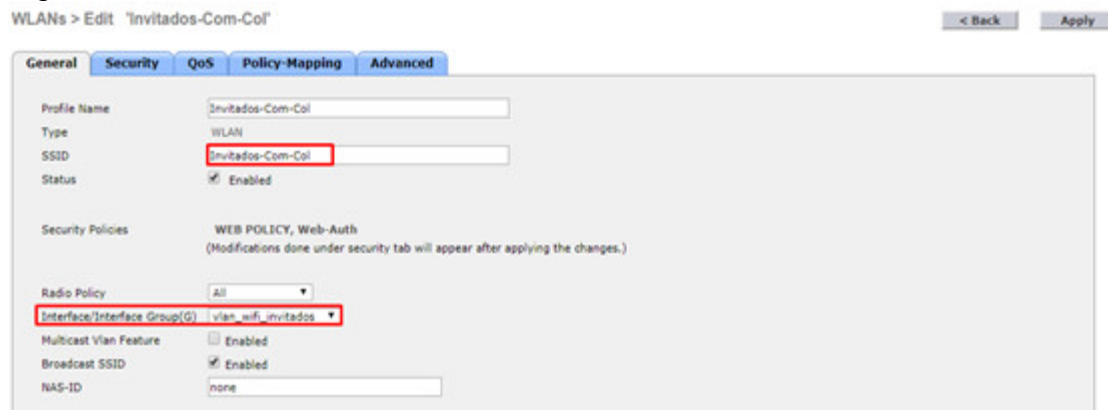 WLANs > Edit 'Invitados-Com-Col'
< Back
Apply
General Security QoS Policy-Mapping Advanced
Profile Name Invitados-Com-Col
Type WLAN
SSID Invitados-Com-Col
Status Enabled
Security Policies WEB POLICY, Web-Auth
(Modifications done under security tab will appear after applying the changes.)
Radio Policy All
Interface/Interface Group(G) vlan_wifi_invitados
Multicast Vlan Feature Enabled
Broadcast SSID Enabled
NAS-ID none